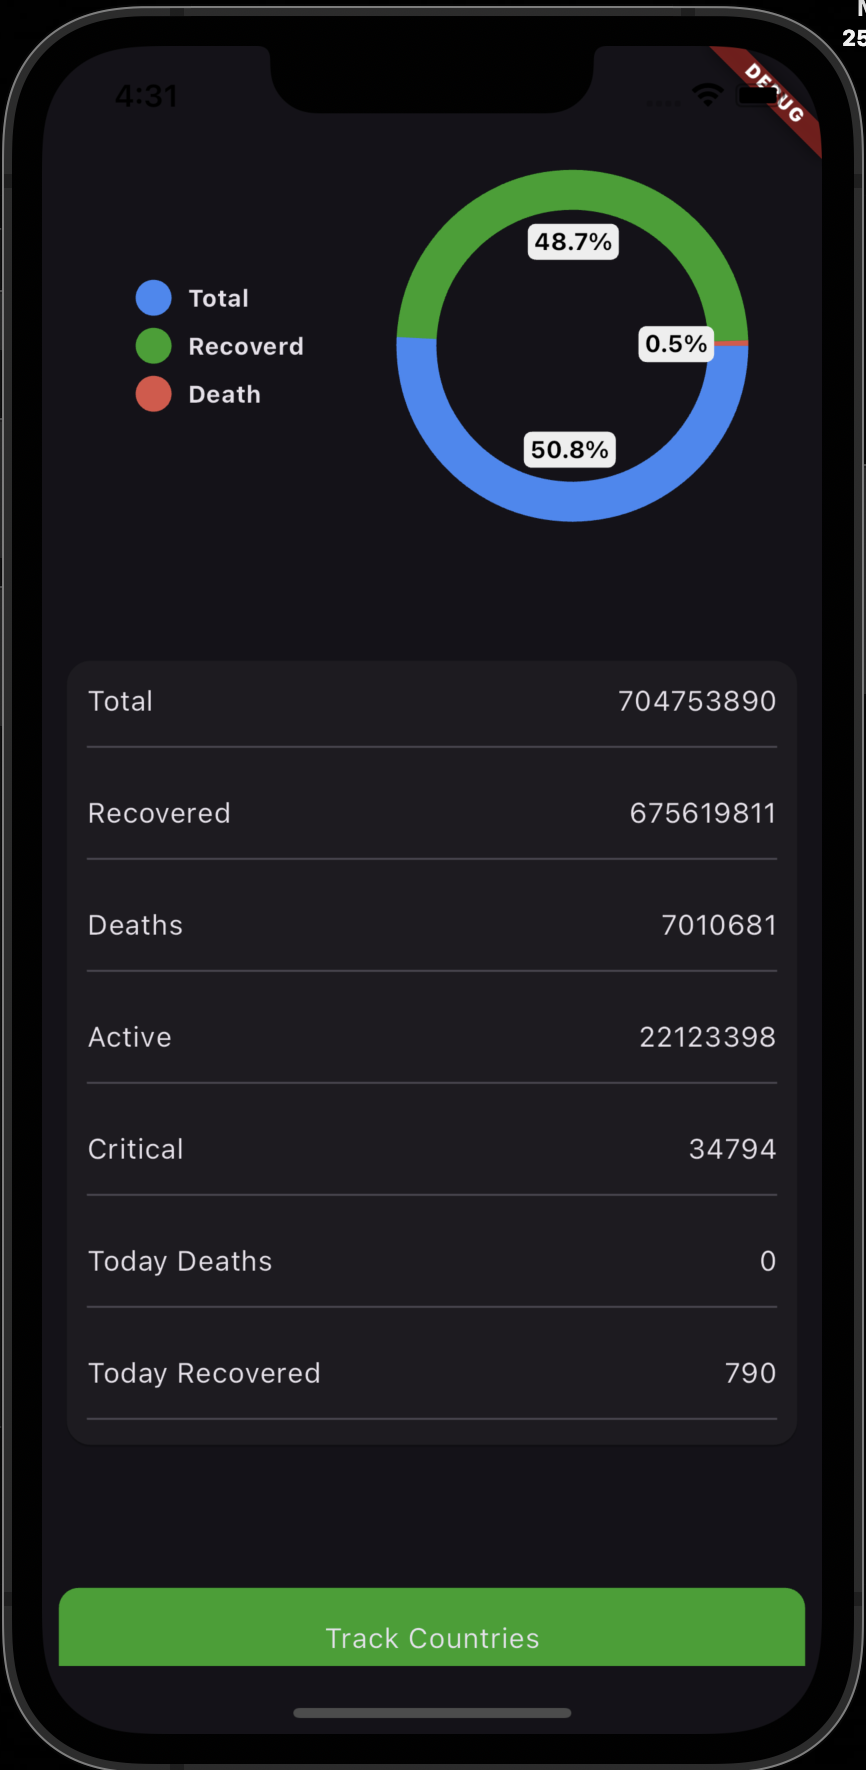 25
4:31
DEBUG
48.7%
Total
Recoverd
0.5%
Death
50.8%
Total 704753890
Recovered 675619811
Deaths 7010681
Active 22123398
Critical 34794
Today Deaths 0
Today Recovered 790
Track Countries